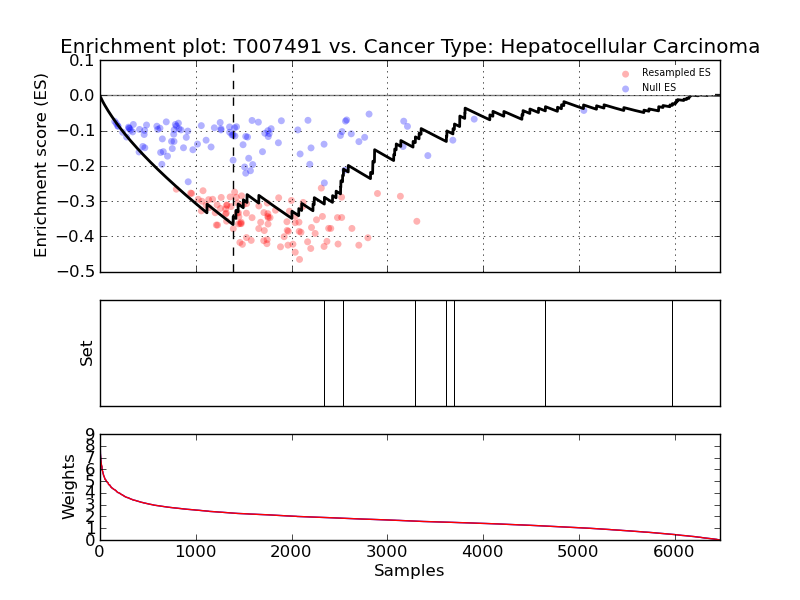 Enrichment plot: T007491 vs. Cancer Type: Hepatocellular Carcinoma
Enrichment score (ES)
0.1
0.0
−0.1
−0.2
−0.3
−0.4
−0.5
Resampled ES
Null ES
Set
Weights
9
8
7
6
5
4
3
2
1
0
0 1000 2000 3000 4000 5000 6000
Samples